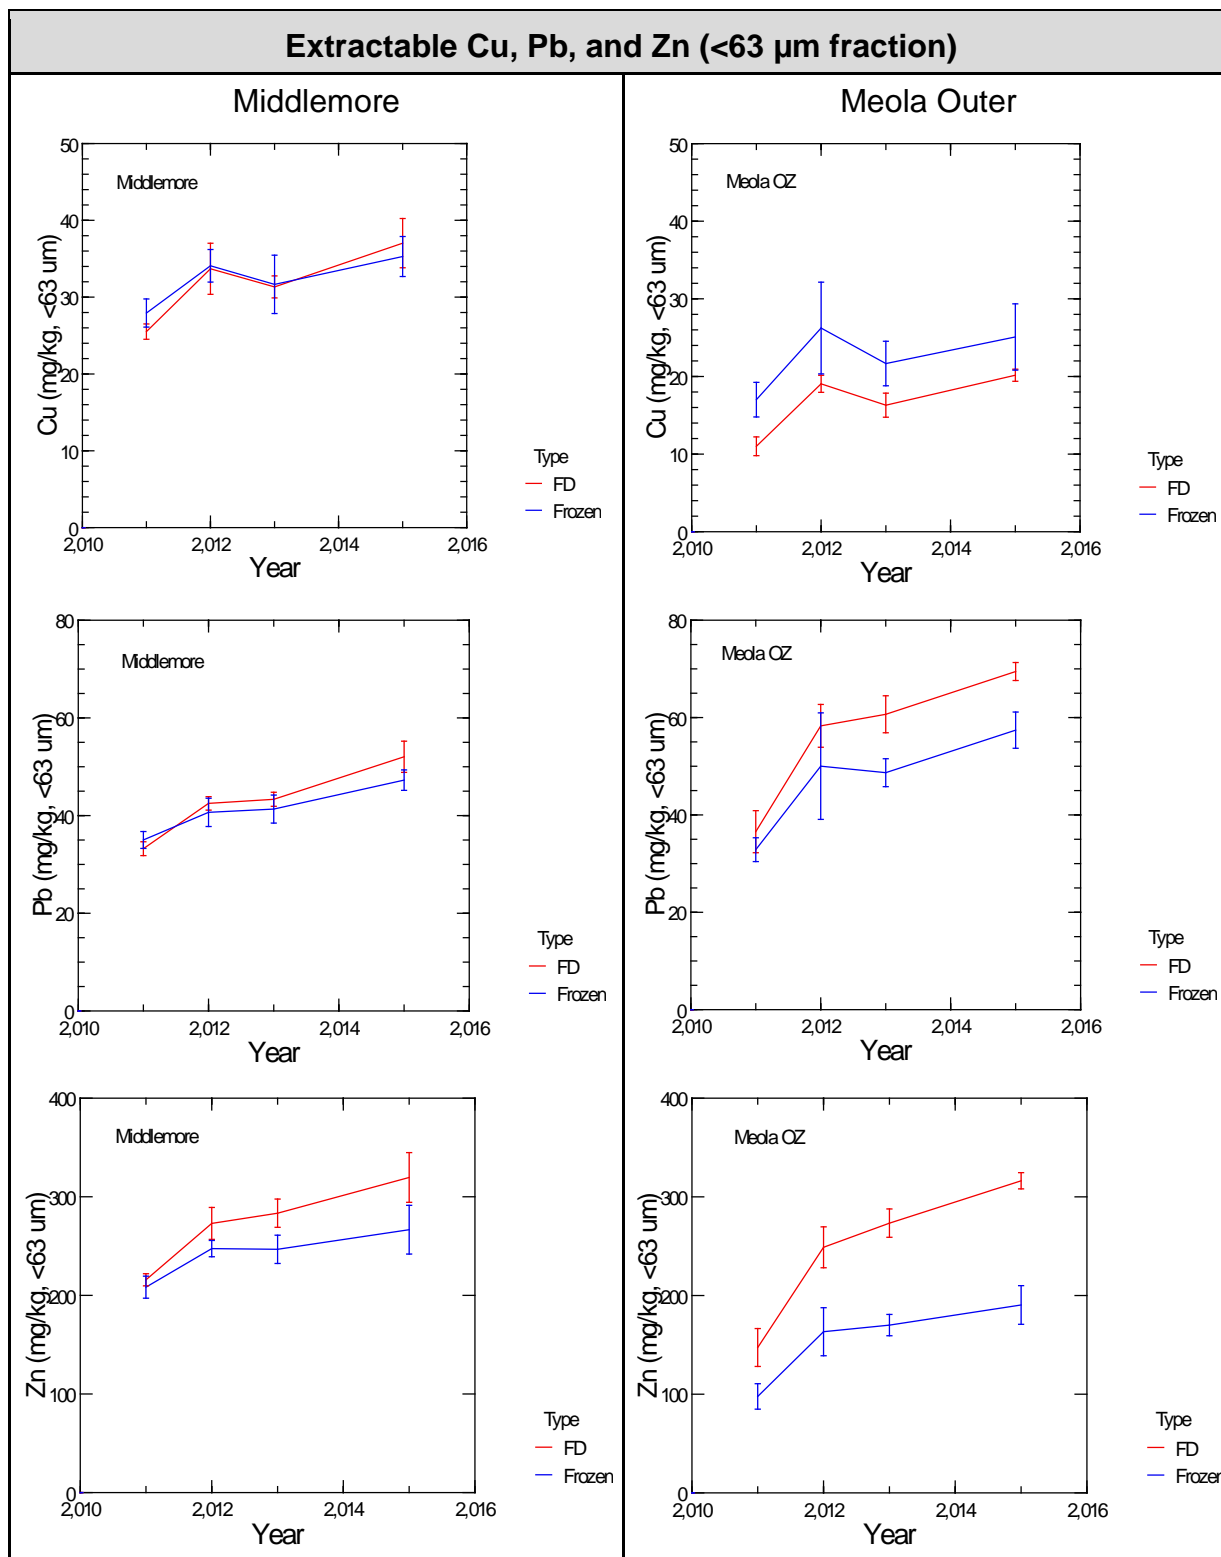 Extractable Cu, Pb, and Zn (<63 µm fraction)
Middlemore
Meola Outer
50
40
30
20
10
0
Cu (mg/kg, <63 um)
Middlemore
2,010
2,012
2,014
2,016
Year
Type
FD
Frozen
50
40
30
20
10
0
Cu (mg/kg, <63 um)
Meola OZ
2,010
2,012
2,014
2,016
Year
Type
FD
Frozen
80
60
40
20
0
Pb (mg/kg, <63 um)
Middlemore
2,010
2,012
2,014
2,016
Year
Type
FD
Frozen
80
60
40
20
0
Pb (mg/kg, <63 um)
Meola OZ
2,010
2,012
2,014
2,016
Year
Type
FD
Frozen
400
300
200
100
0
Zn (mg/kg, <63 um)
Middlemore
2,010
2,012
2,014
2,016
Year
Type
FD
Frozen
400
300
200
100
0
Zn (mg/kg, <63 um)
Meola OZ
2,010
2,012
2,014
2,016
Year
Type
FD
Frozen